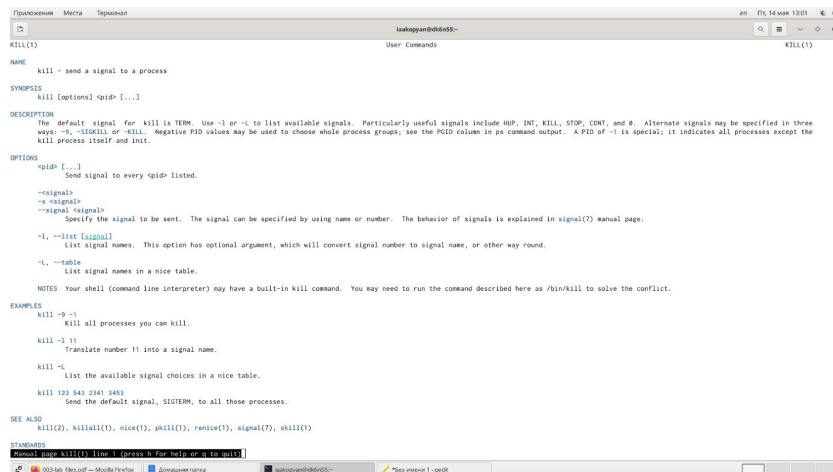 Приложения Места Терминал en Пт, 14 мая 13:01
iaakopyan@dk6n55:~
KILL(1) User Commands KILL(1)
NAME
kill - send a signal to a process
SYNOPSIS
kill [options] <pid> [...]
DESCRIPTION
The default signal for kill is TERM. Use -l or -L to list available signals. Particularly useful signals include HUP, INT, KILL, STOP, CONT, and 0. Alternate signals may be specified in three
ways: -9, -SIGKILL or -KILL. Negative PID values may be used to choose whole process groups; see the PGID column in ps command output. A PID of -1 is special; it indicates all processes except the
kill process itself and init.
OPTIONS
<pid> [...]
Send signal to every <pid> listed.
-<signal>
-s <signal>
--signal <signal>
Specify the signal to be sent. The signal can be specified by using name or number. The behavior of signals is explained in signal(7) manual page.
-l, --list [signal]
List signal names. This option has optional argument, which will convert signal number to signal name, or other way round.
-L, --table
List signal names in a nice table.
NOTES Your shell (command line interpreter) may have a built-in kill command. You may need to run the command described here as /bin/kill to solve the conflict.
EXAMPLES
kill -9 -1
Kill all processes you can kill.
kill -l 11
Translate number 11 into a signal name.
kill -L
List the available signal choices in a nice table.
kill 123 543 2341 3453
Send the default signal, SIGTERM, to all those processes.
SEE ALSO
kill(2), killall(1), nice(1), pkill(1), renice(1), signal(7), skill(1)
STANDARDS
Manual page kill(1) line 1 (press h for help or q to quit)
003-lab_files.pdf — Mozilla Firefox Домашняя папка iaakopyan@dk6n55:~ *Без имени 1 - gedit